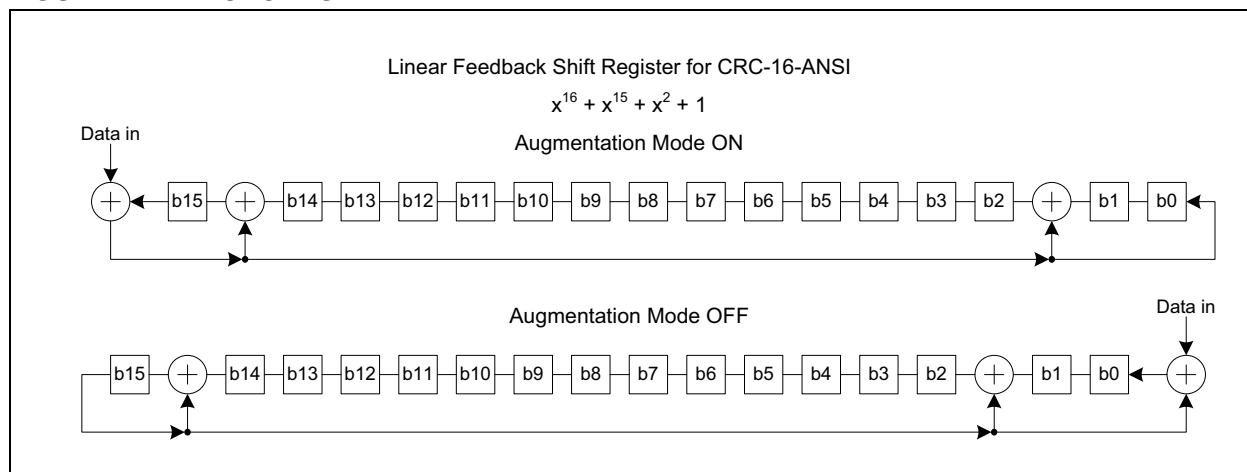 Linear Feedback Shift Register for CRC-16-ANSI
x¹⁶ + x¹⁵ + x² + 1
Augmentation Mode ON
Data in
+ b15 + b14 b13 b12 b11 b10 b9 b8 b7 b6 b5 b4 b3 b2 + b1 b0
Augmentation Mode OFF
Data in
b15 + b14 b13 b12 b11 b10 b9 b8 b7 b6 b5 b4 b3 b2 + b1 b0 +